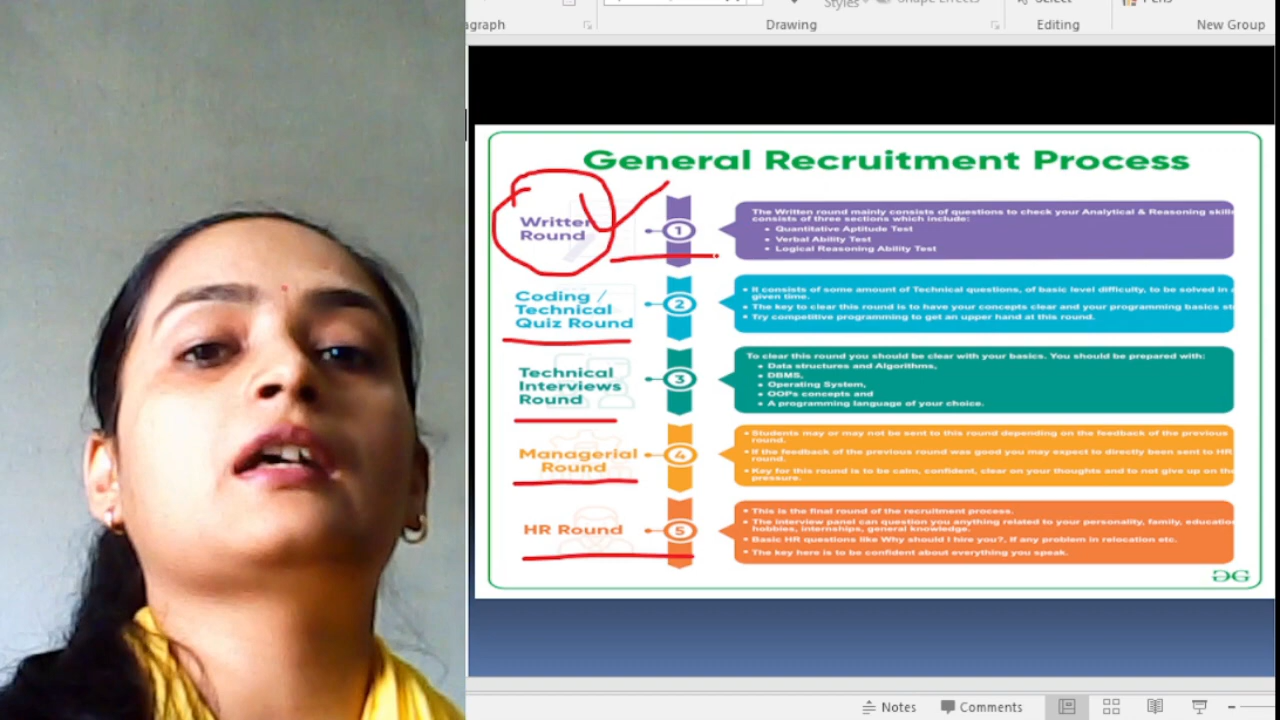 agraph
Drawing
Editing
New Group
Styles
Shape Effects
Select
General Recruitment Process
Written
Round
1
The Written round mainly consists of questions to check your Analytical & Reasoning skills
consists of three sections which include:
• Quantitative Aptitude Test
• Verbal Ability Test
• Logical Reasoning Ability Test
Coding /
Technical
Quiz Round
2
• It consists of some amount of Technical questions, of basic level difficulty, to be solved in a
given time.
• The key to clear this round is to have your concepts clear and your programming basics st
• Try competitive programming to get an upper hand at this round.
Technical
Interviews
Round
3
To clear this round you should be clear with your basics. You should be prepared with:
• Data structures and Algorithms,
• DBMS,
• Operating System,
• OOPs concepts and
• A programming language of your choice.
Managerial
Round
4
• Students may or may not be sent to this round depending on the feedback of the previous
round.
• If the feedback of the previous round was good you may expect to directly been sent to HR
round.
• Key for this round is to be calm, confident, clear on your thoughts and to not give up on the
pressure.
HR Round
5
• This is the final round of the recruitment process.
• The interview panel can question you anything related to your personality, family, educatio
hobbies, internships, general knowledge.
• Basic HR questions like Why should I hire you?, If any problem in relocation etc.
• The key here is to be confident about everything you speak.
Notes
Comments